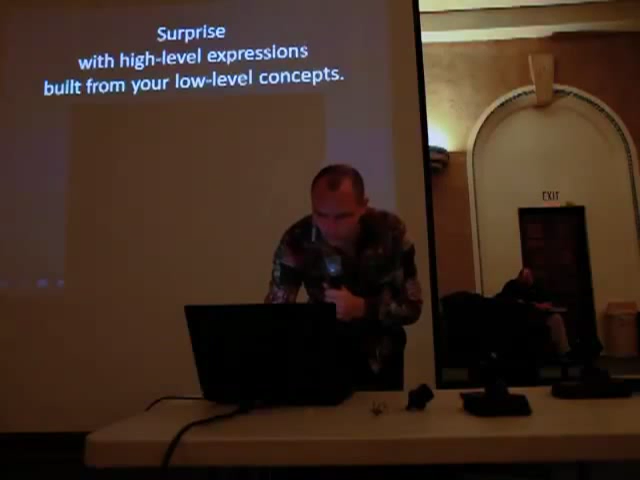 Surprise
with high-level expressions
built from your low-level concepts.
EXIT